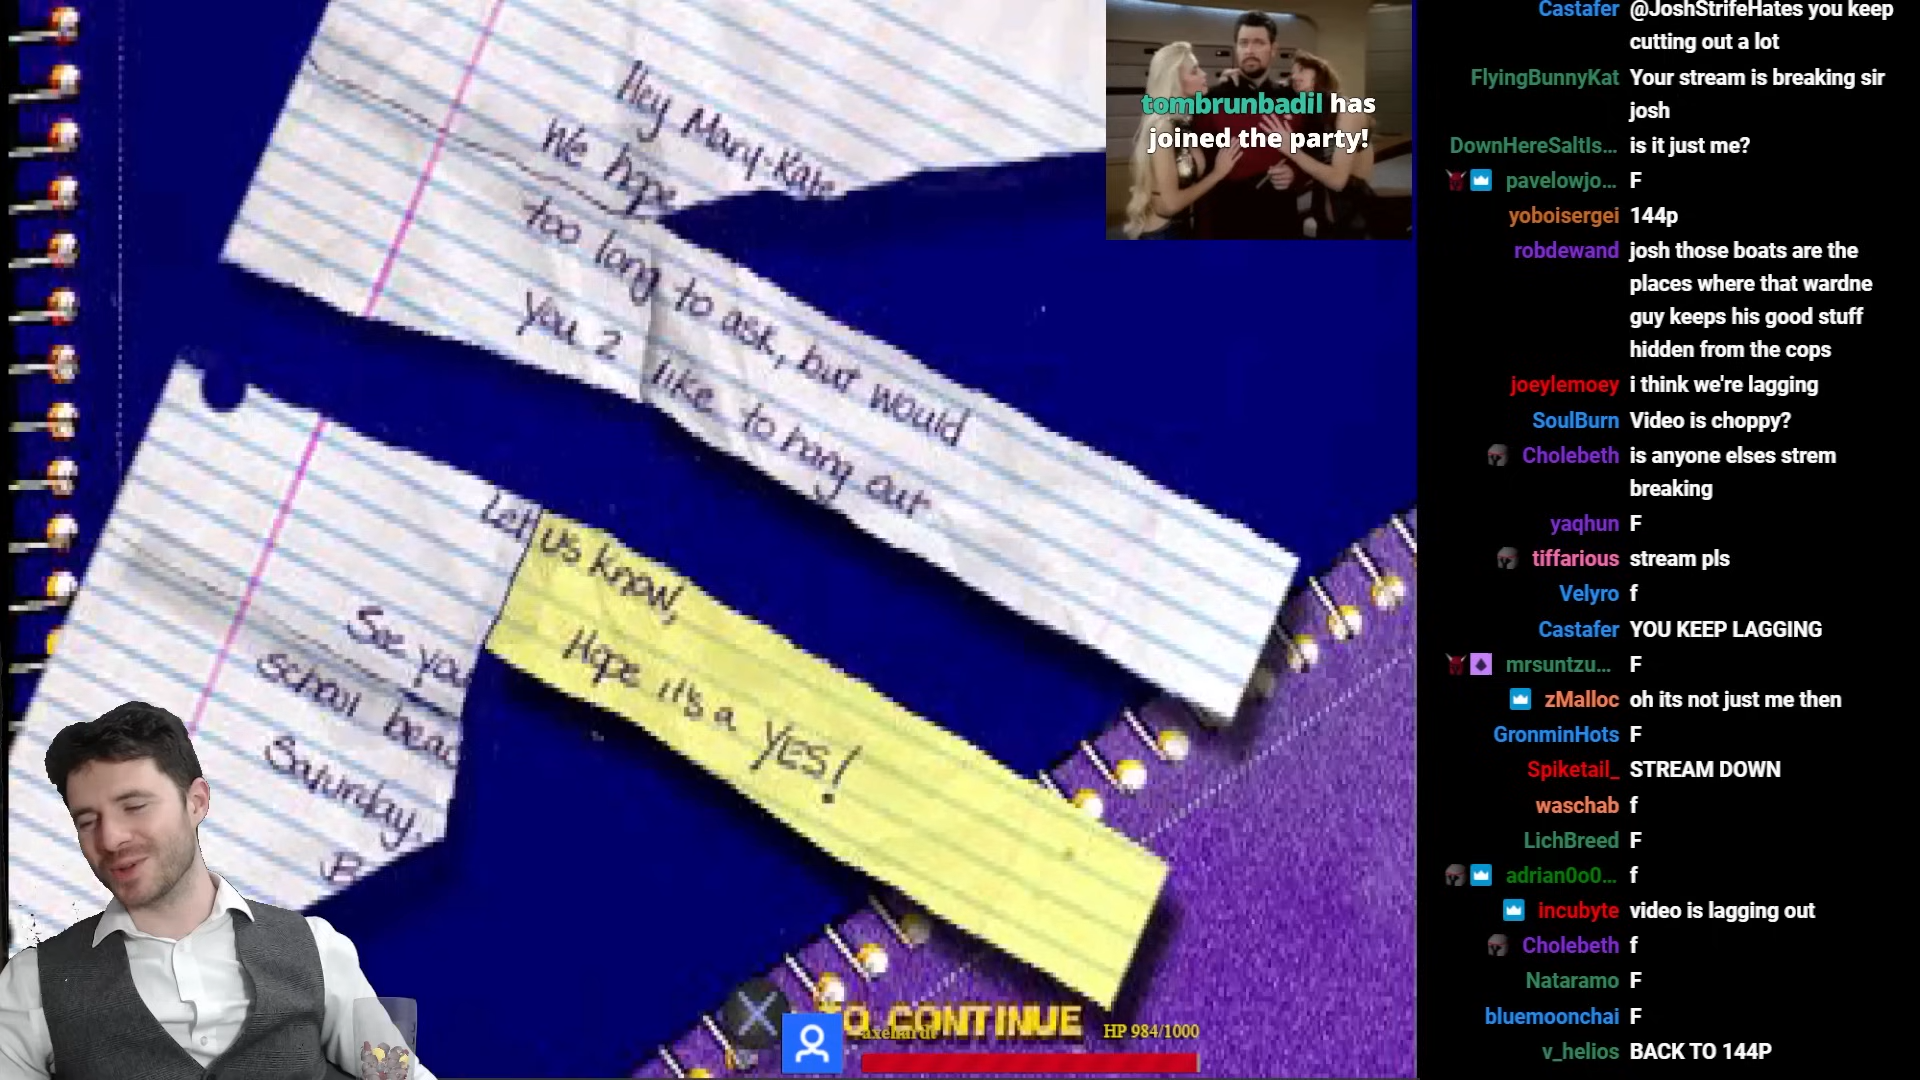 Hey Mary-Kate
We hope
too long to ask, but would
you 2 like to hang out
Let us know,
Hope it's a YES!
See you
school beac
Saturday.
B
TO CONTINUE
HP 984/1000
tombrunbadil has
joined the party!
Castafer @JoshStrifeHates you keep
cutting out a lot
FlyingBunnyKat Your stream is breaking sir
josh
DownHereSaltIs... is it just me?
pavelowjo... F
yoboisergei 144p
robdewand josh those boats are the
places where that wardne
guy keeps his good stuff
hidden from the cops
joeylemoey i think we're lagging
SoulBurn Video is choppy?
Cholebeth is anyone elses strem
breaking
yaqhun F
tiffarious stream pls
Velyro f
Castafer YOU KEEP LAGGING
mrsuntzu... F
zMalloc oh its not just me then
GronminHots F
Spiketail_ STREAM DOWN
waschab f
LichBreed F
adrian0o0... f
incubyte video is lagging out
Cholebeth f
Nataramo F
bluemoonchai F
v_helios BACK TO 144P